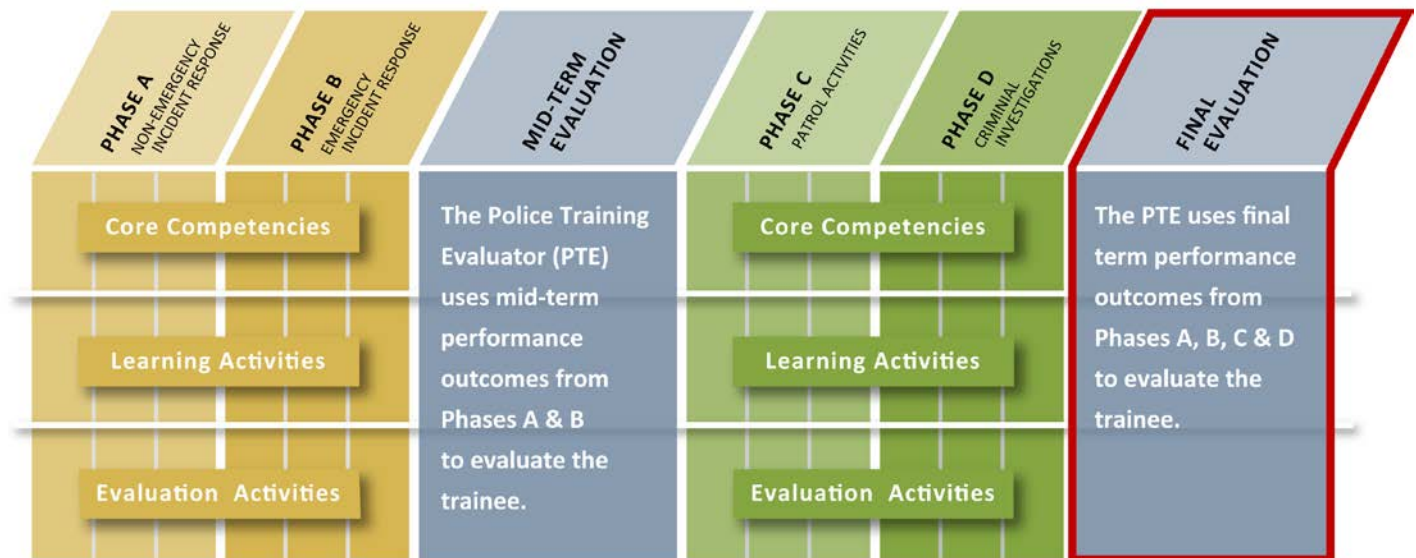 PHASE A
NON-EMERGENCY
INCIDENT RESPONSE
PHASE B
EMERGENCY
INCIDENT RESPONSE
MID-TERM
EVALUATION
PHASE C
PATROL ACTIVITIES
PHASE D
CRIMINIAL
INVESTIGATIONS
FINAL
EVALUATION
Core Competencies
Learning Activities
Evaluation Activities
The Police Training
Evaluator (PTE)
uses mid-term
performance
outcomes from
Phases A & B
to evaluate the
trainee.
Core Competencies
Learning Activities
Evaluation Activities
The PTE uses final
term performance
outcomes from
Phases A, B, C & D
to evaluate the
trainee.